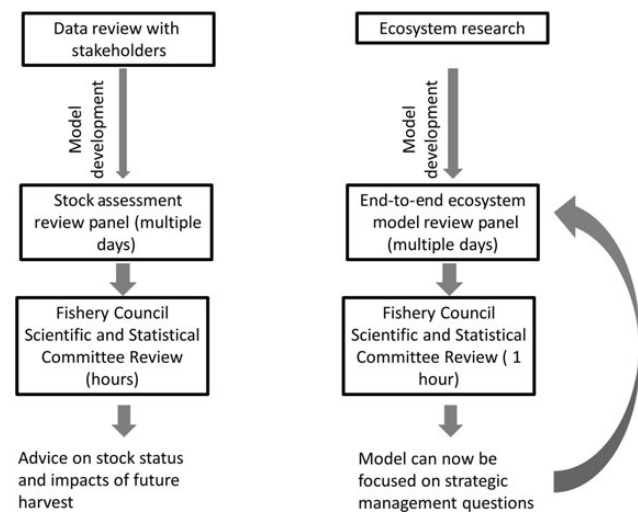 Data review with
stakeholders
Model
development
Stock assessment
review panel (multiple
days)
Fishery Council
Scientific and Statistical
Committee Review
(hours)
Advice on stock status
and impacts of future
harvest
Ecosystem research
Model
development
End-to-end ecosystem
model review panel
(multiple days)
Fishery Council
Scientific and Statistical
Committee Review ( 1
hour)
Model can now be
focused on strategic
management questions